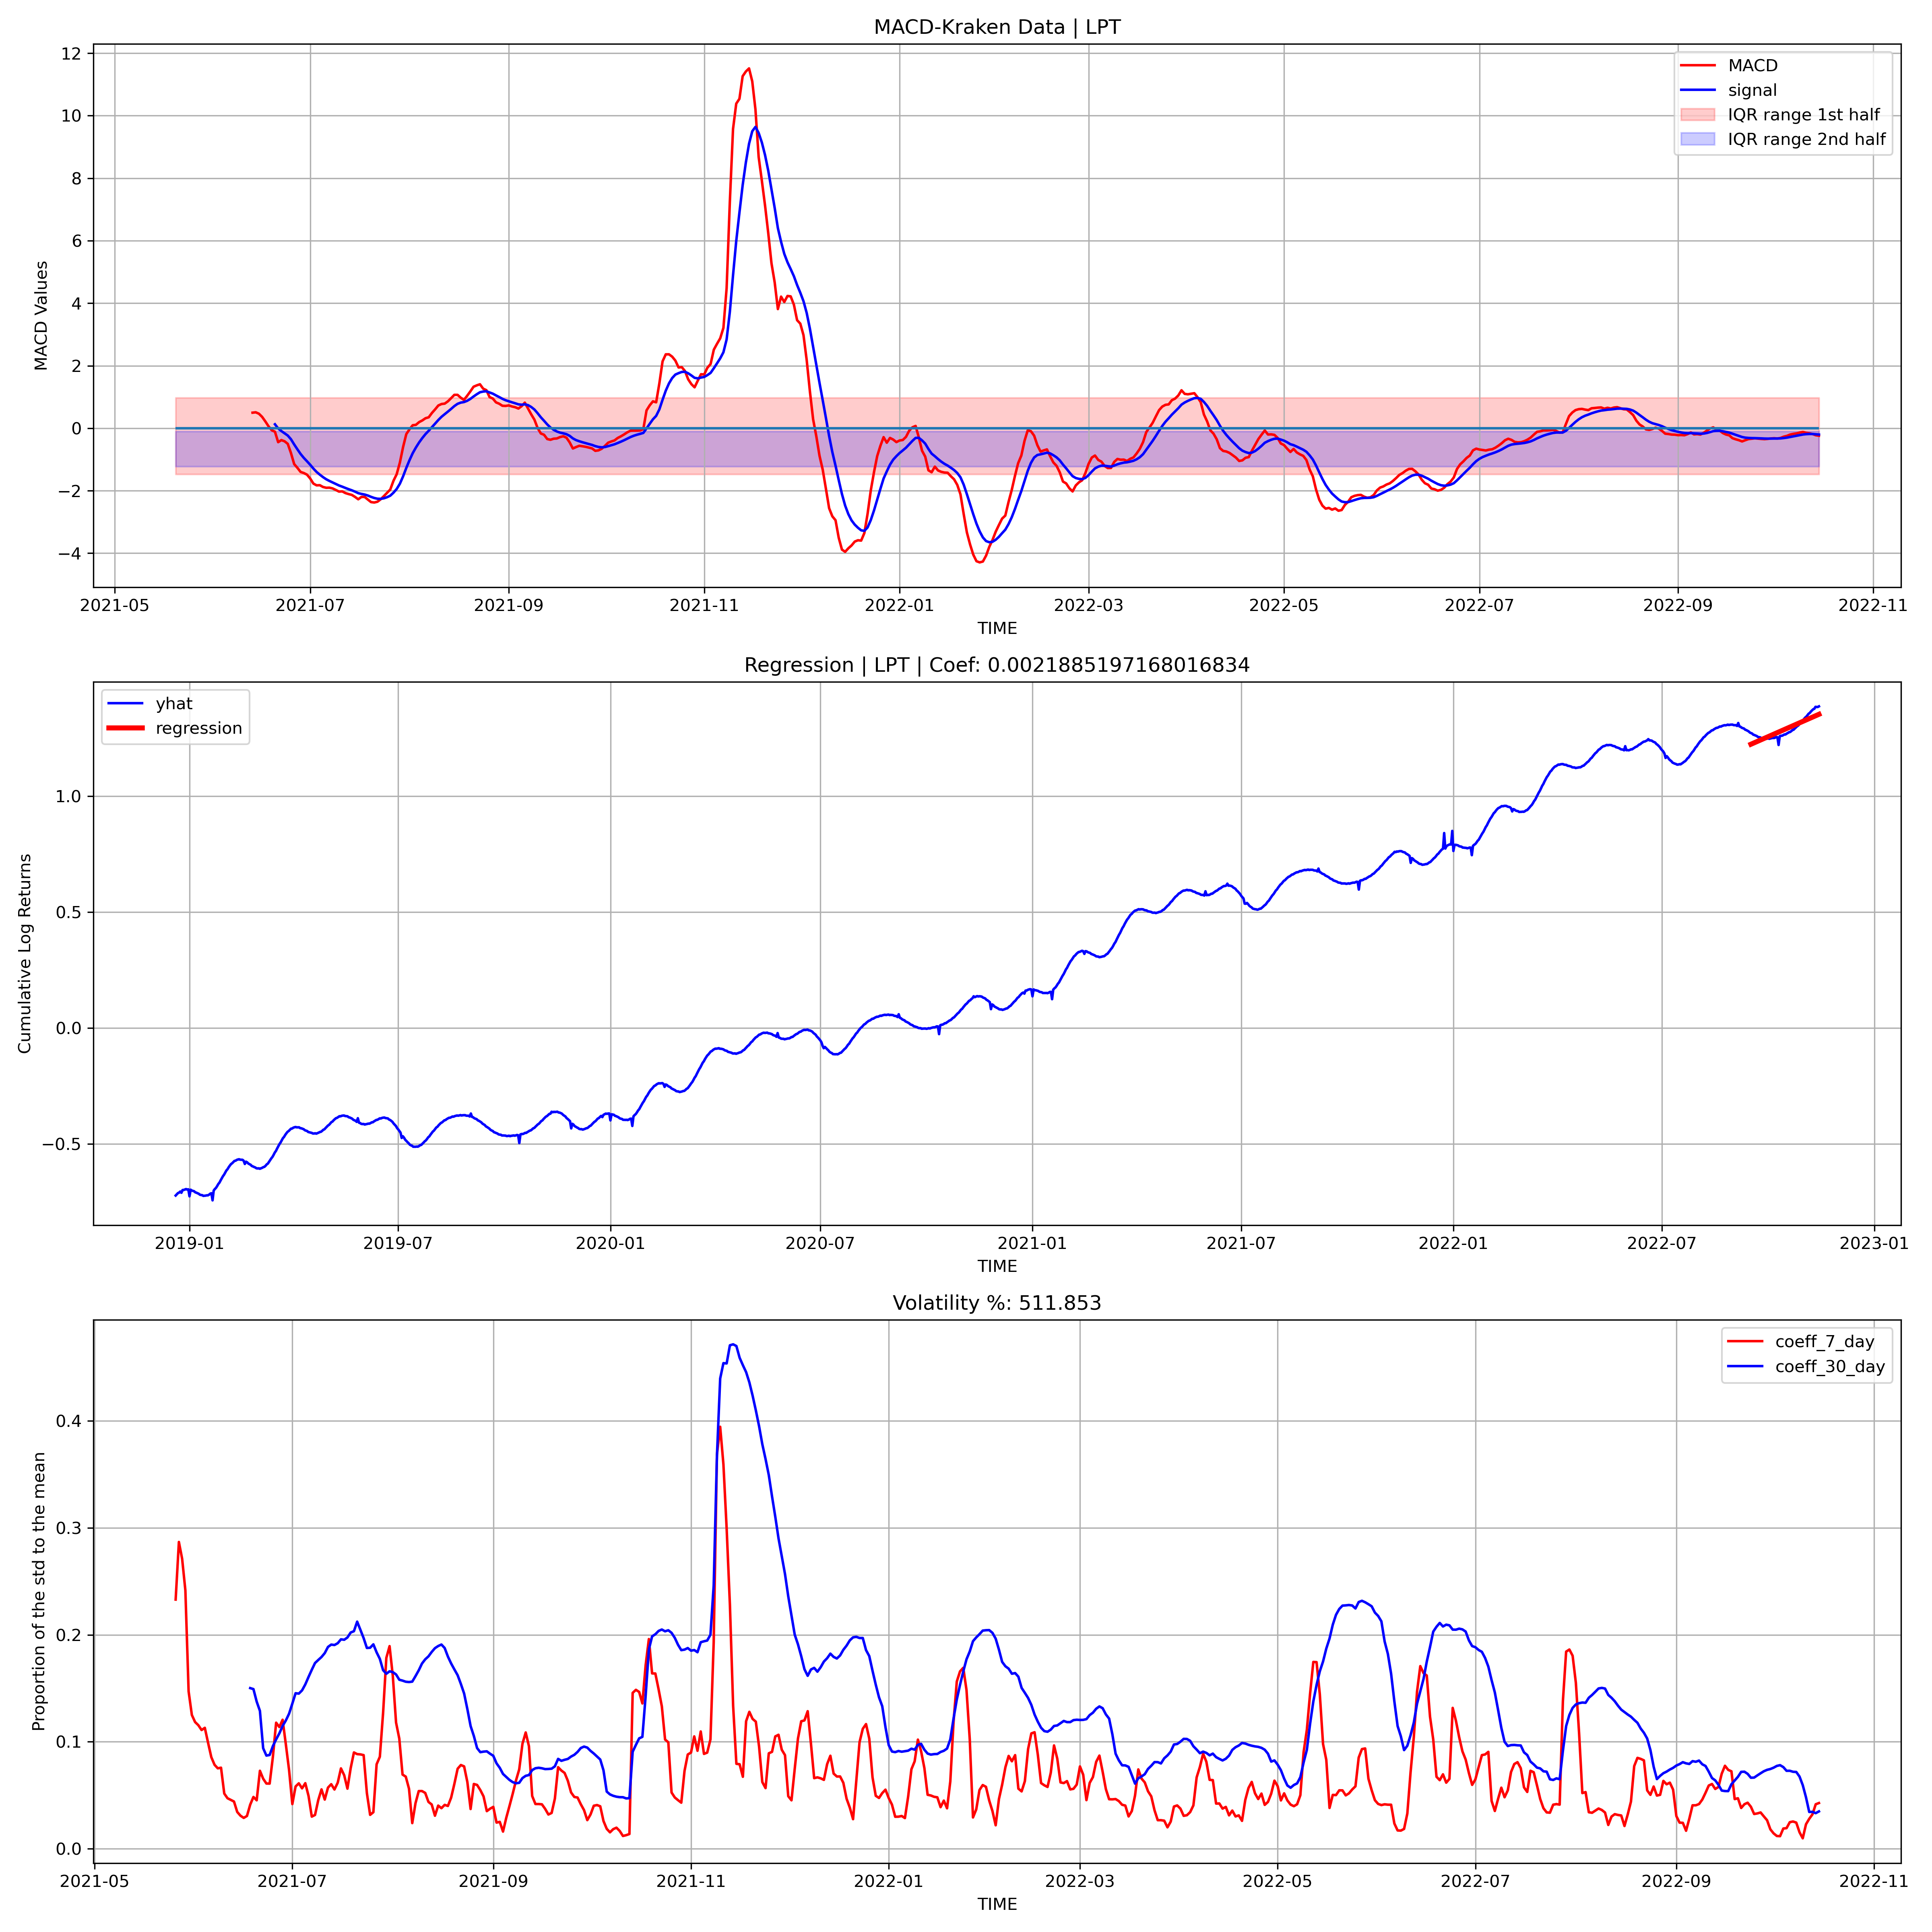 MACD-Kraken Data | LPT
12
10
8
6
4
2
0
−2
−4
MACD Values
MACD
signal
IQR range 1st half
IQR range 2nd half
2021-05
2021-07
2021-09
2021-11
2022-01
2022-03
2022-05
2022-07
2022-09
2022-11
TIME
Regression | LPT | Coef: 0.0021885197168016834
yhat
regression
1.0
0.5
0.0
−0.5
Cumulative Log Returns
2019-01
2019-07
2020-01
2020-07
2021-01
2021-07
2022-01
2022-07
2023-01
TIME
Volatility %: 511.853
coeff_7_day
coeff_30_day
0.4
0.3
0.2
0.1
0.0
Proportion of the std to the mean
2021-05
2021-07
2021-09
2021-11
2022-01
2022-03
2022-05
2022-07
2022-09
2022-11
TIME